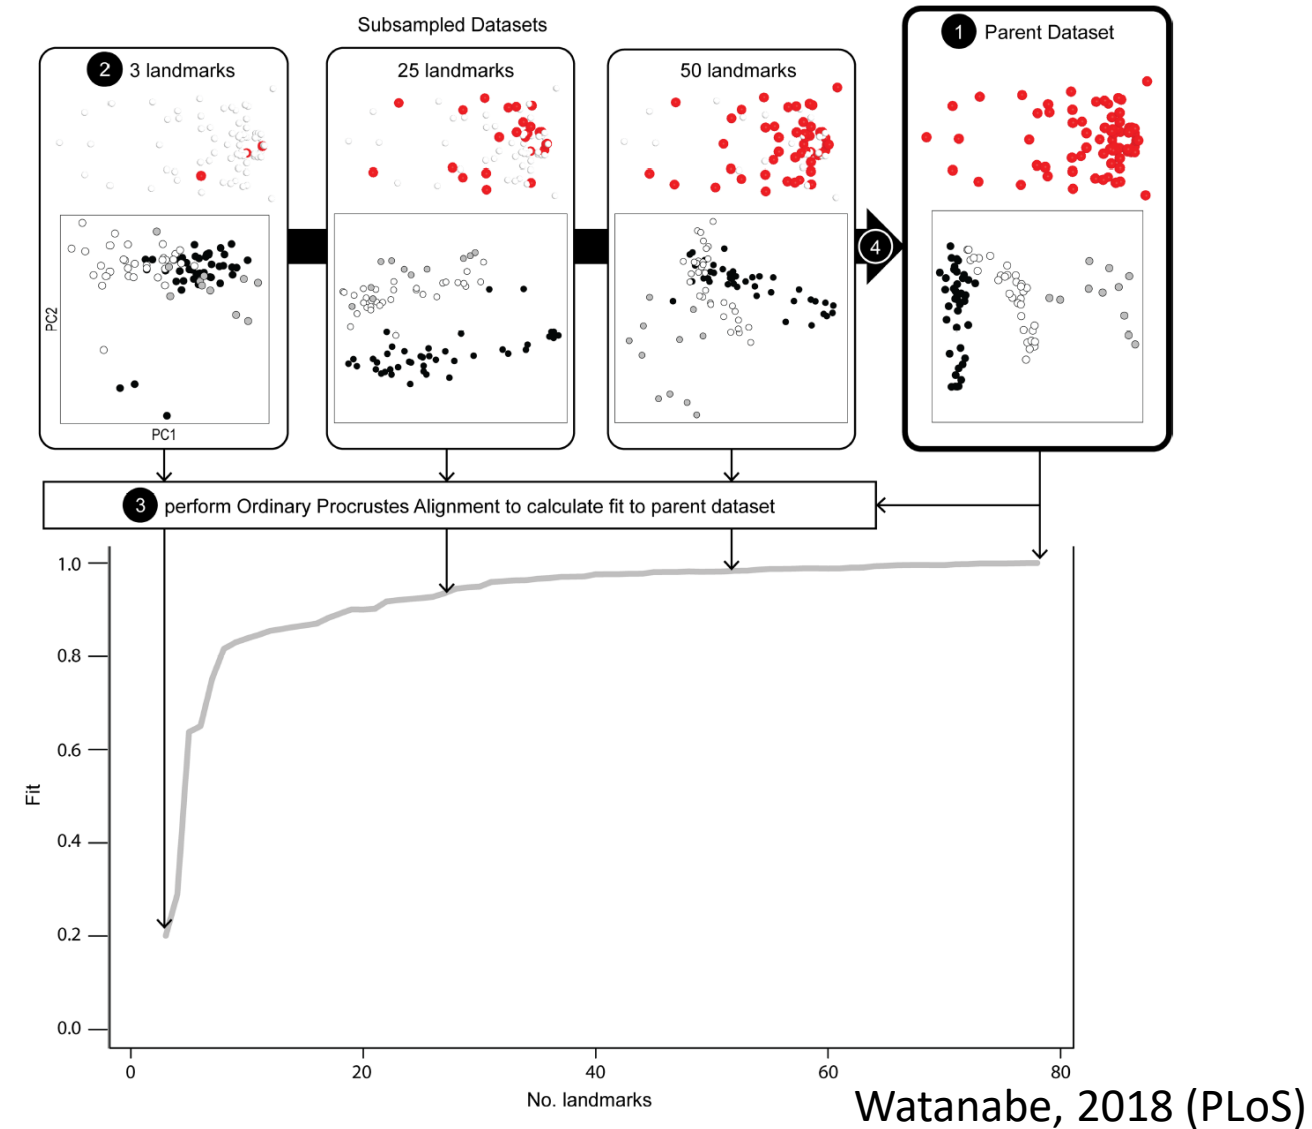 Subsampled Datasets
1 Parent Dataset
2 3 landmarks
25 landmarks
50 landmarks
4
PC2
PC1
3 perform Ordinary Procrustes Alignment to calculate fit to parent dataset
1.0
0.8
0.6
0.4
0.2
0.0
Fit
0 20 40 60 80
No. landmarks
Watanabe, 2018 (PLoS)